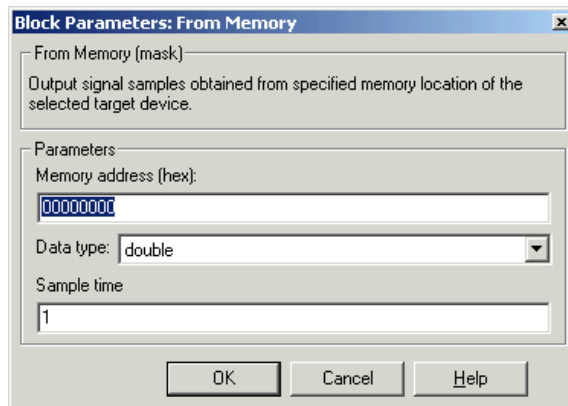 Block Parameters: From Memory
From Memory (mask)
Output signal samples obtained from specified memory location of the
selected target device.
Parameters
Memory address (hex):
00000000
Data type: double
Sample time
1
OK Cancel Help